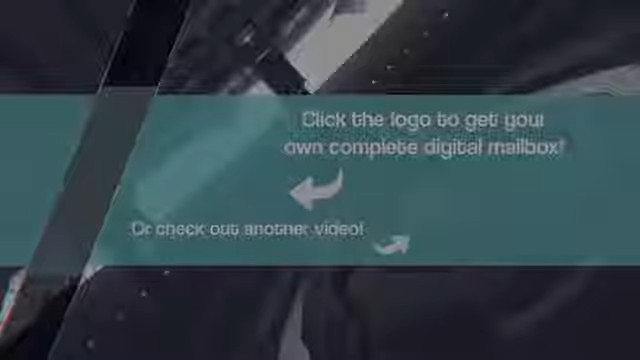 Click the logo to get your
own complete digital mailbox!
Or check out another video!